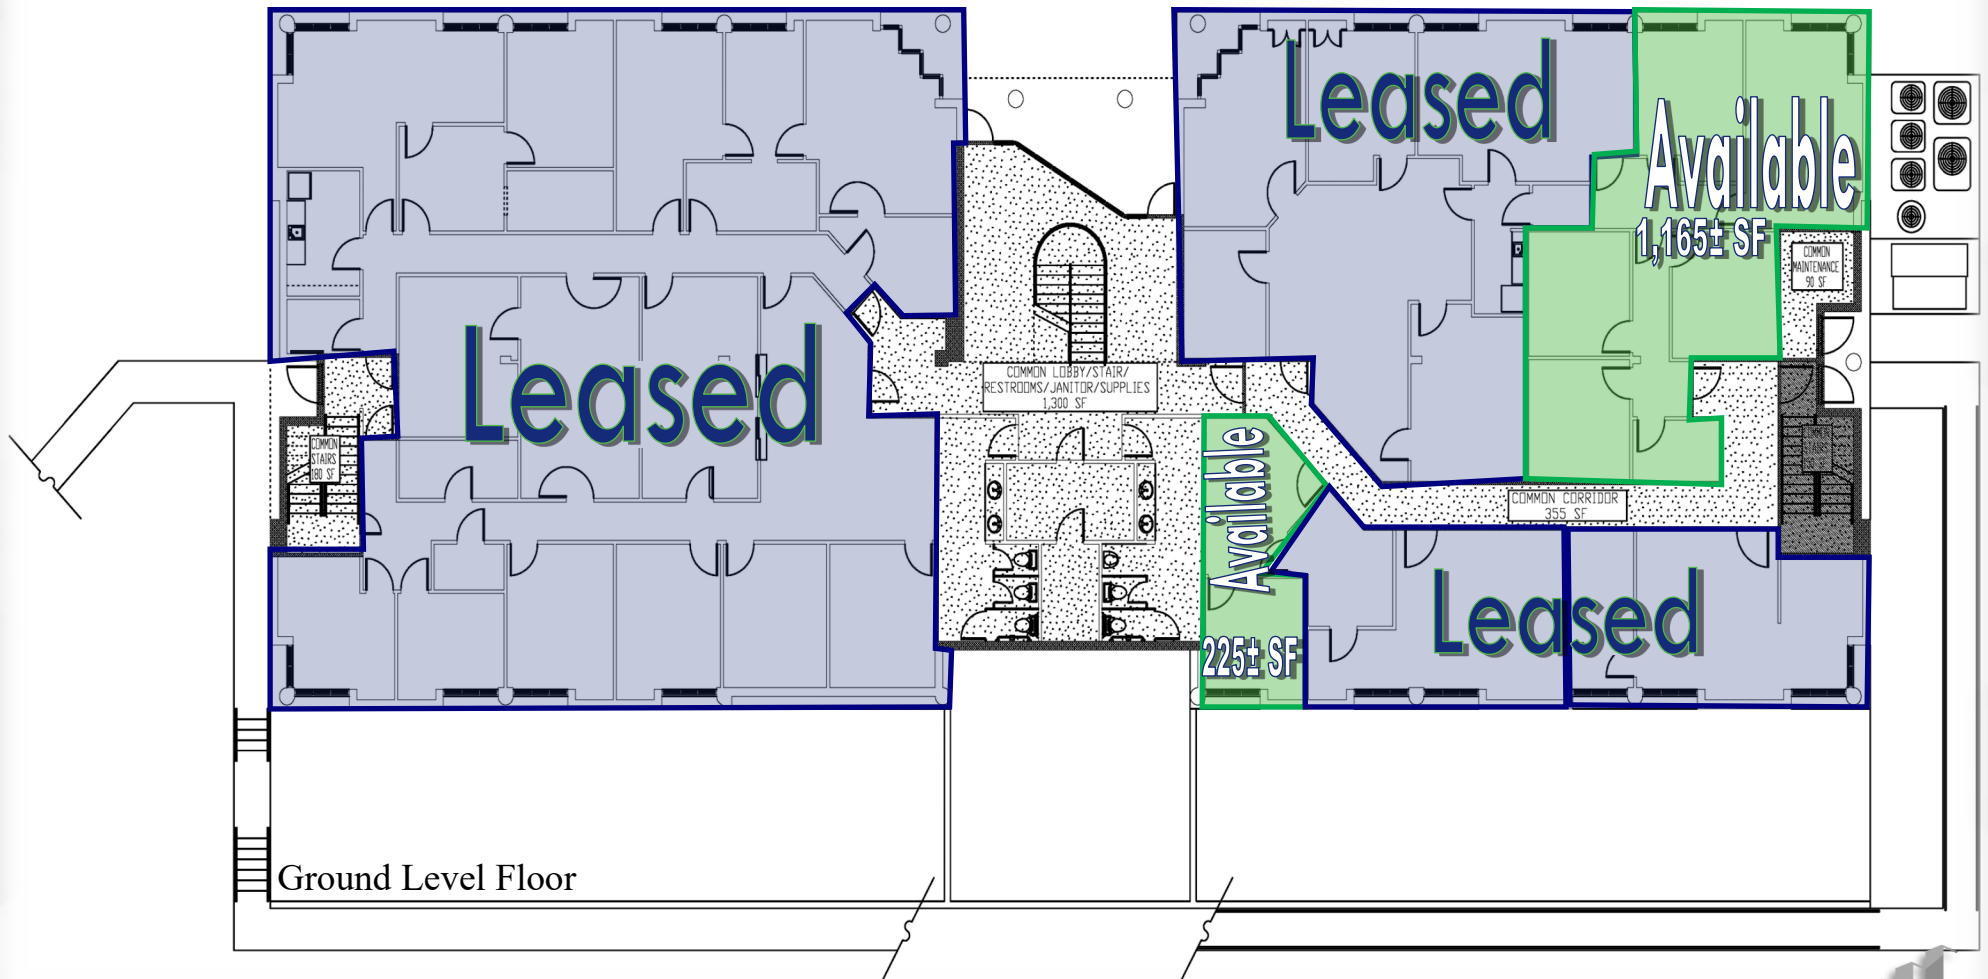 Leased
Available
1,165± SF
COMMON
MAINTENANCE
90 SF
Leased
COMMON LOBBY/STAIR/
RESTROOMS/JANITOR/SUPPLIES
1,300 SF
COMMON
STAIRS
180 SF
Available
225± SF
COMMON CORRIDOR
355 SF
Leased
Ground Level Floor